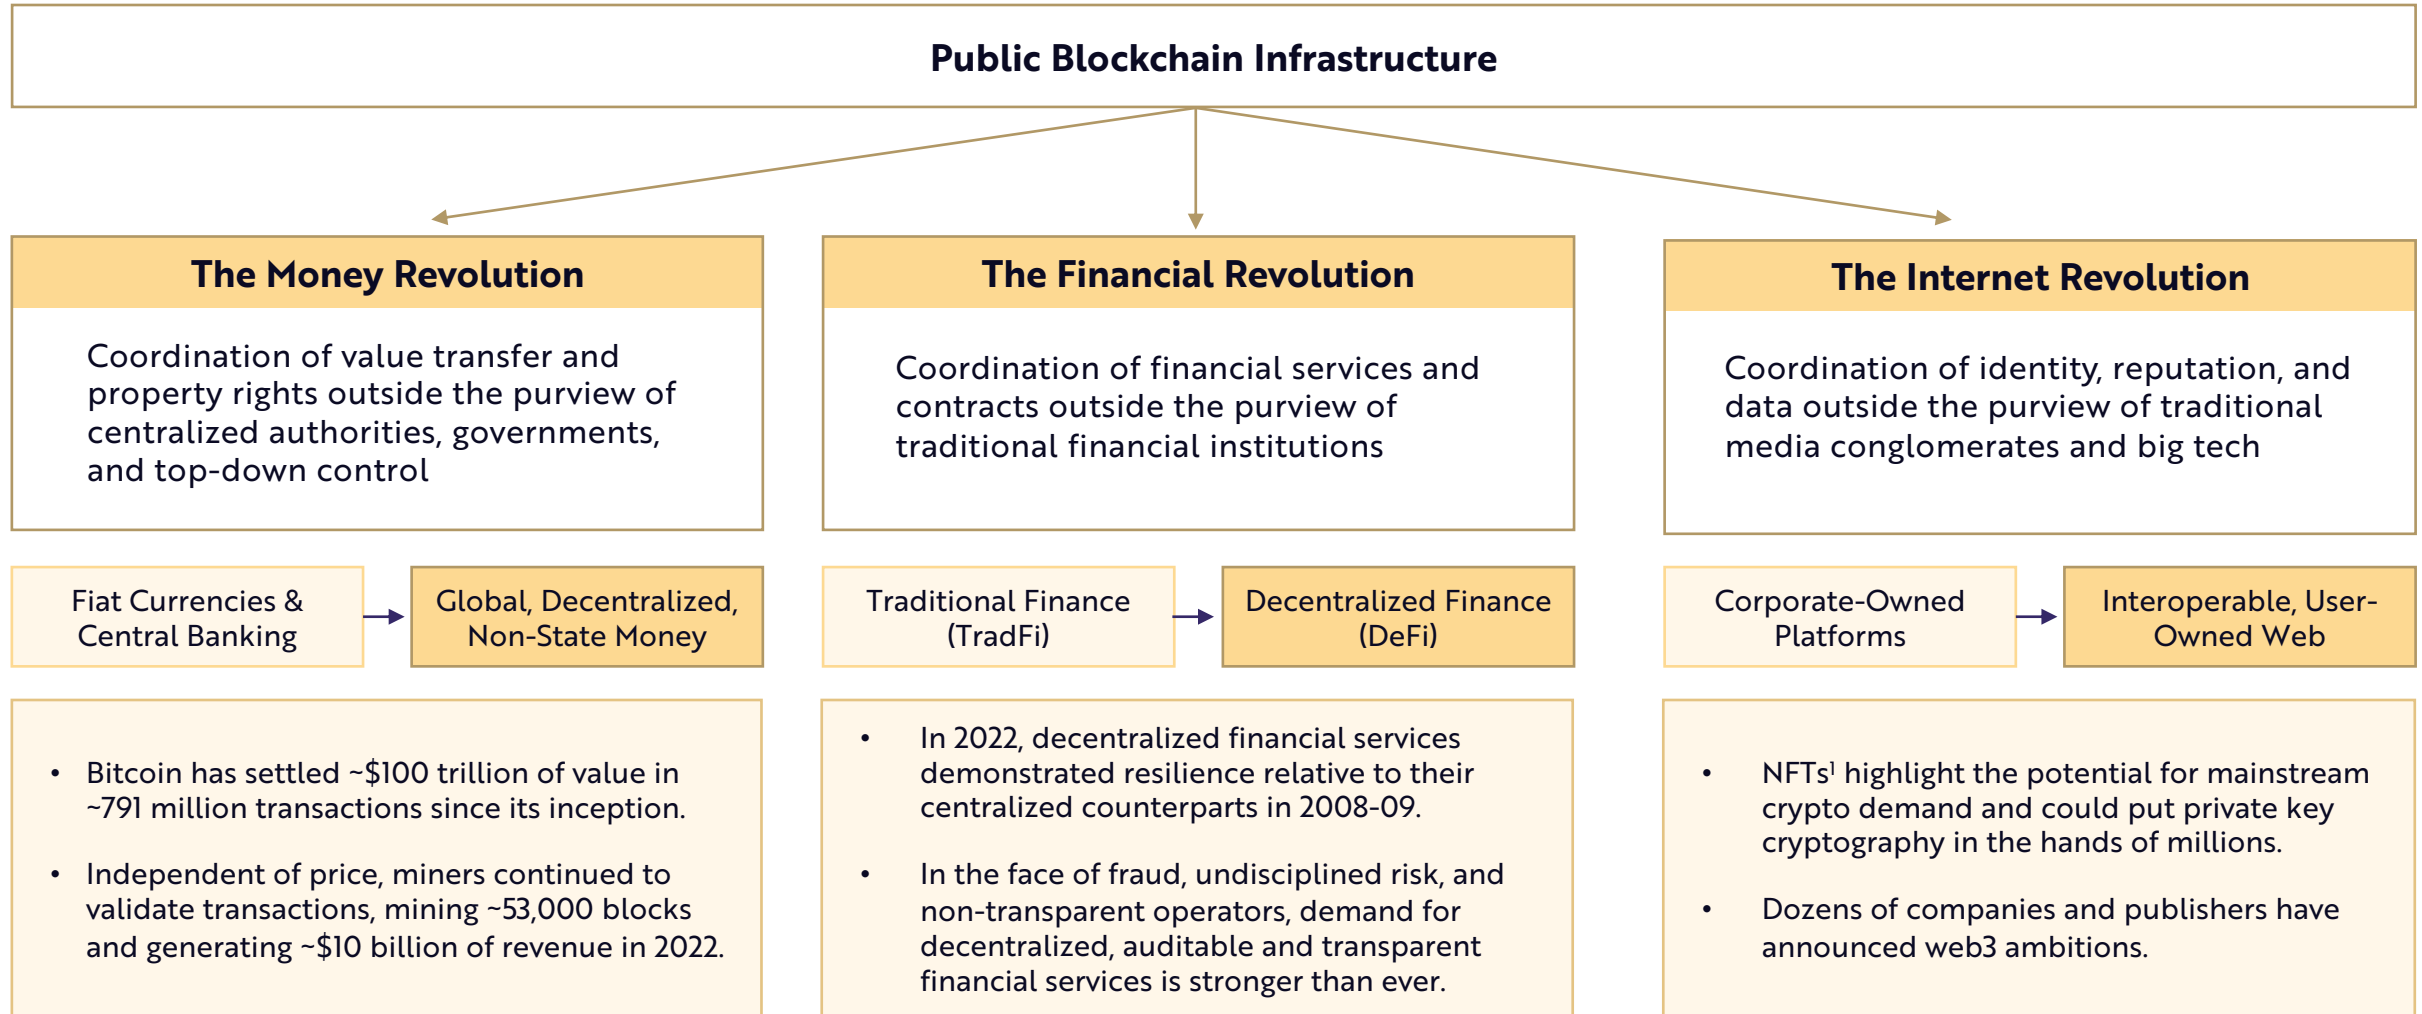 Public Blockchain Infrastructure
The Money Revolution
Coordination of value transfer and
property rights outside the purview of
centralized authorities, governments,
and top-down control
Fiat Currencies &
Central Banking
Global, Decentralized,
Non-State Money
• Bitcoin has settled ~$100 trillion of value in
~791 million transactions since its inception.
• Independent of price, miners continued to
validate transactions, mining ~53,000 blocks
and generating ~$10 billion of revenue in 2022.
The Financial Revolution
Coordination of financial services and
contracts outside the purview of
traditional financial institutions
Traditional Finance
(TradFi)
Decentralized Finance
(DeFi)
• In 2022, decentralized financial services
demonstrated resilience relative to their
centralized counterparts in 2008-09.
• In the face of fraud, undisciplined risk, and
non-transparent operators, demand for
decentralized, auditable and transparent
financial services is stronger than ever.
The Internet Revolution
Coordination of identity, reputation, and
data outside the purview of traditional
media conglomerates and big tech
Corporate-Owned
Platforms
Interoperable, User-
Owned Web
• NFTs¹ highlight the potential for mainstream
crypto demand and could put private key
cryptography in the hands of millions.
• Dozens of companies and publishers have
announced web3 ambitions.